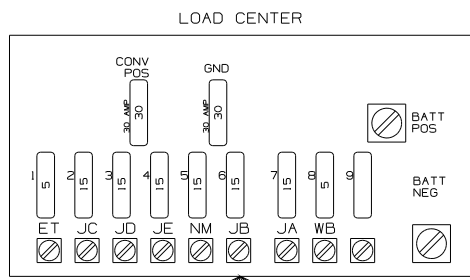 LOAD CENTER
CONV POS
GND
30 AMP 30
30 AMP 30
BATT POS
1 2 3 4 5 6 7 8 9
5 15 15 15 15 15 15 5
BATT NEG
ET JC JD JE NM JB JA WB